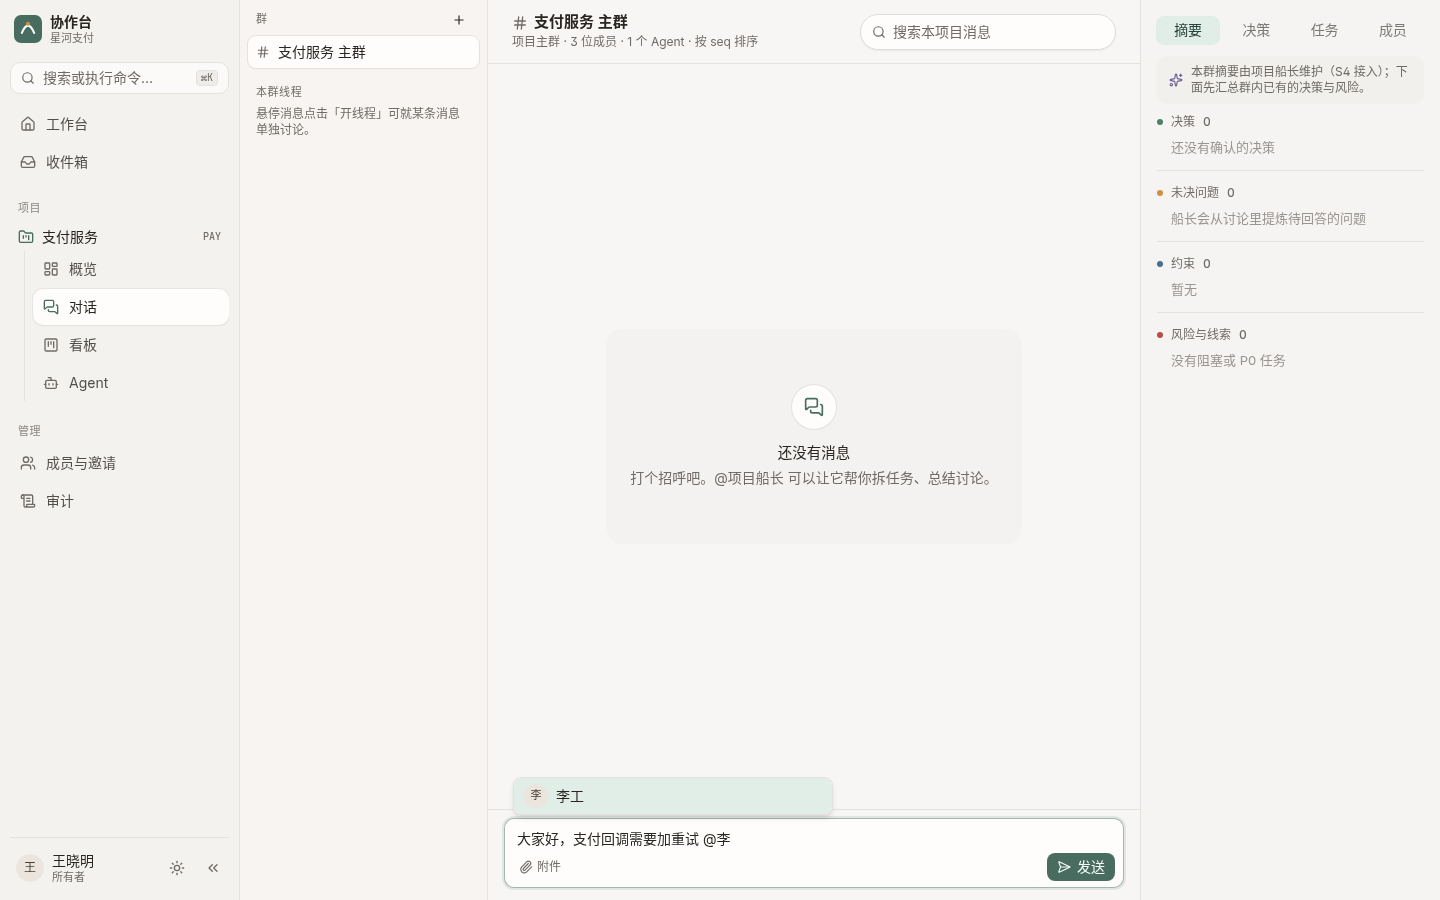 协作台
星河支付
搜索或执行命令... ⌘K
工作台
收件箱
项目
支付服务 PAY
概览
对话
看板
Agent
管理
成员与邀请
审计
王 王晓明
所有者
群
支付服务 主群
本群线程
悬停消息点击「开线程」可就某条消息
单独讨论。
支付服务 主群
项目主群 · 3 位成员 · 1 个 Agent · 按 seq 排序
搜索本项目消息
还没有消息
打个招呼吧。@项目船长 可以让它帮你拆任务、总结讨论。
李 李工
大家好，支付回调需要加重试 @李
附件
发送
摘要 决策 任务 成员
本群摘要由项目船长维护（S4 接入）；下
面先汇总群内已有的决策与风险。
决策 0
还没有确认的决策
未决问题 0
船长会从讨论里提炼待回答的问题
约束 0
暂无
风险与线索 0
没有阻塞或 P0 任务